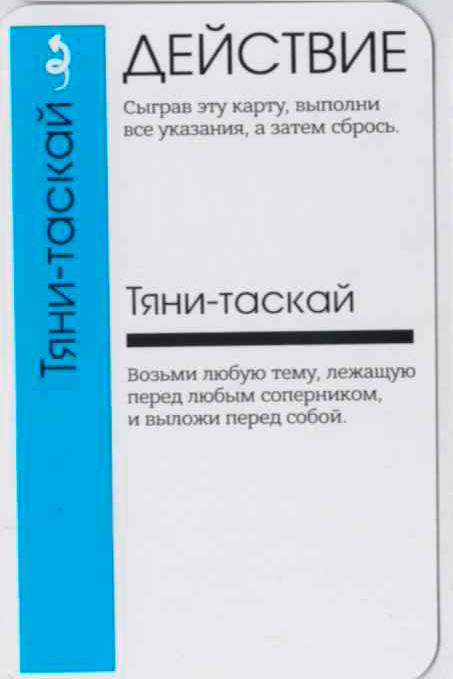 Тяни-таскай
ДЕЙСТВИЕ
Сыграв эту карту, выполни
все указания, а затем сбрось.
Тяни-таскай
Возьми любую тему, лежащую
перед любым соперником,
и выложи перед собой.